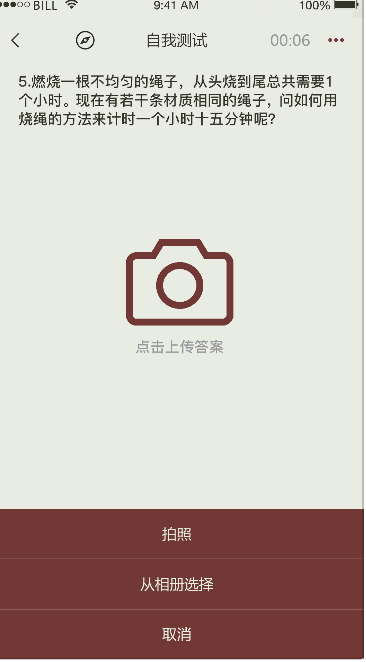 BILL 9:41 AM 100%
自我测试 00:06
5.燃烧一根不均匀的绳子，从头烧到尾总共需要1
个小时。现在有若干条材质相同的绳子，问如何用
烧绳的方法来计时一个小时十五分钟呢?
点击上传答案
拍照
从相册选择
取消